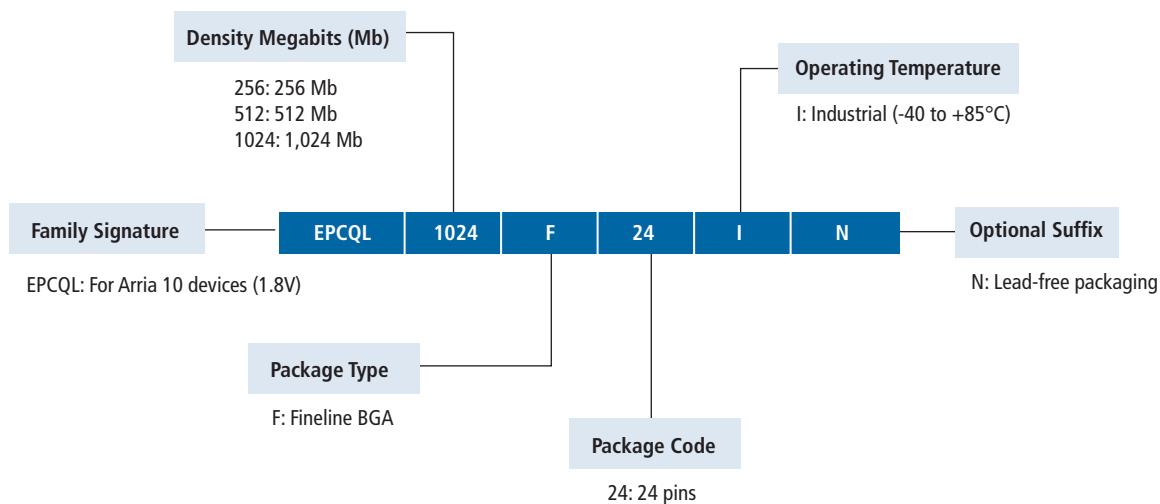 Density Megabits (Mb)
256: 256 Mb
512: 512 Mb
1024: 1,024 Mb
Operating Temperature
I: Industrial (-40 to +85°C)
Family Signature
EPCQL: For Arria 10 devices (1.8V)
EPCQL 1024 F 24 I N
Optional Suffix
N: Lead-free packaging
Package Type
F: Fineline BGA
Package Code
24: 24 pins